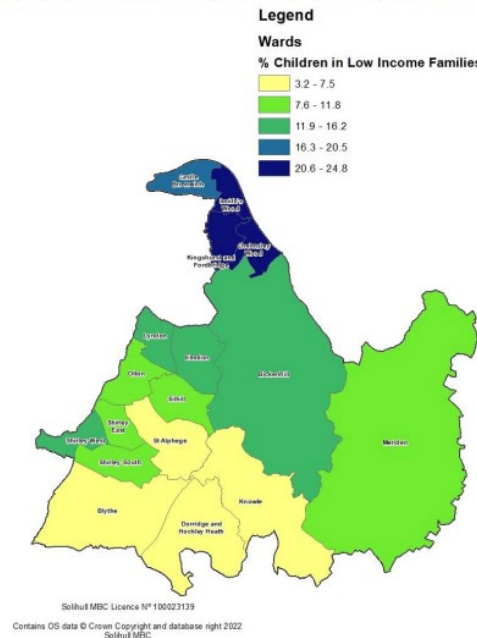 Legend
Wards
% Children in Low Income Families
3.2 - 7.5
7.6 - 11.8
11.9 - 16.2
16.3 - 20.5
20.6 - 24.8
Castle
Bromwich
Smith's
Wood
Chelmsley
Wood
Kingshurst and
Fordbridge
Lyndon
Elmdon
Bickenhill
Olton
Silhill
Shirley
East
Shirley West
St Alphege
Meriden
Shirley South
Knowle
Blythe
Dorridge and
Hockley Heath
Solihull MBC Licence Nº 100023139
Contains OS data © Crown Copyright and database right 2022
Solihull MBC